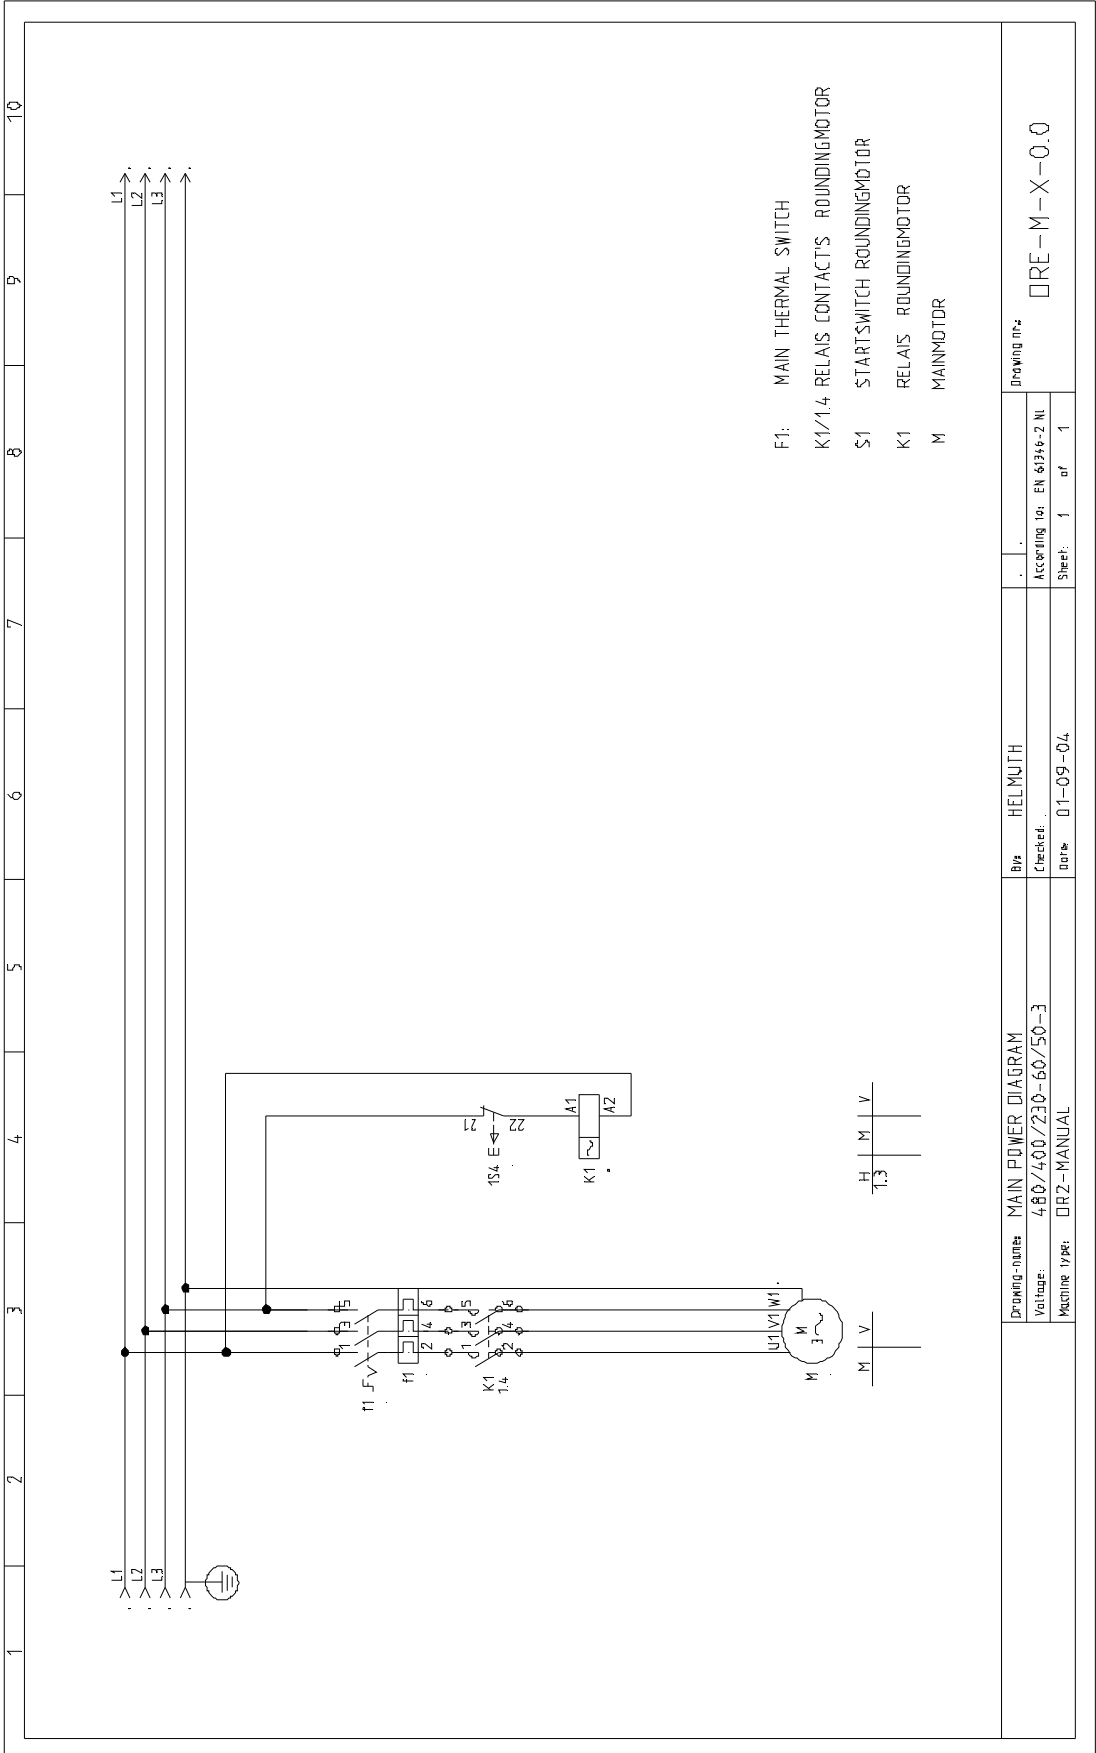 1 2 3 4 5 6 7 8 9 10
L1
L2
L3
L1
L2
L3
1 3 5
f1
f1
2 4 6
1 3 5
K1
1.4
2 4 6
U1 V1 W1
M
3
M
M V
21
22
1S4 E
A1
A2
K1
H M V
1.3
F1: MAIN THERMAL SWITCH
K1/1.4 RELAIS CONTACT'S ROUNDINGMOTOR
S1 STARTSWITCH ROUNDINGMOTOR
K1 RELAIS ROUNDINGMOTOR
M MAINMOTOR
Drawing-name: MAIN POWER DIAGRAM
Voltage: 480/400/230-60/50-3
Machine type: OR2-MANUAL
By: HELMUTH
Checked: .
Date: 01-09-04
According to: EN 61346-2 NL
Sheet: 1 of 1
Drawing nr.:
ORE-M-X-0.0